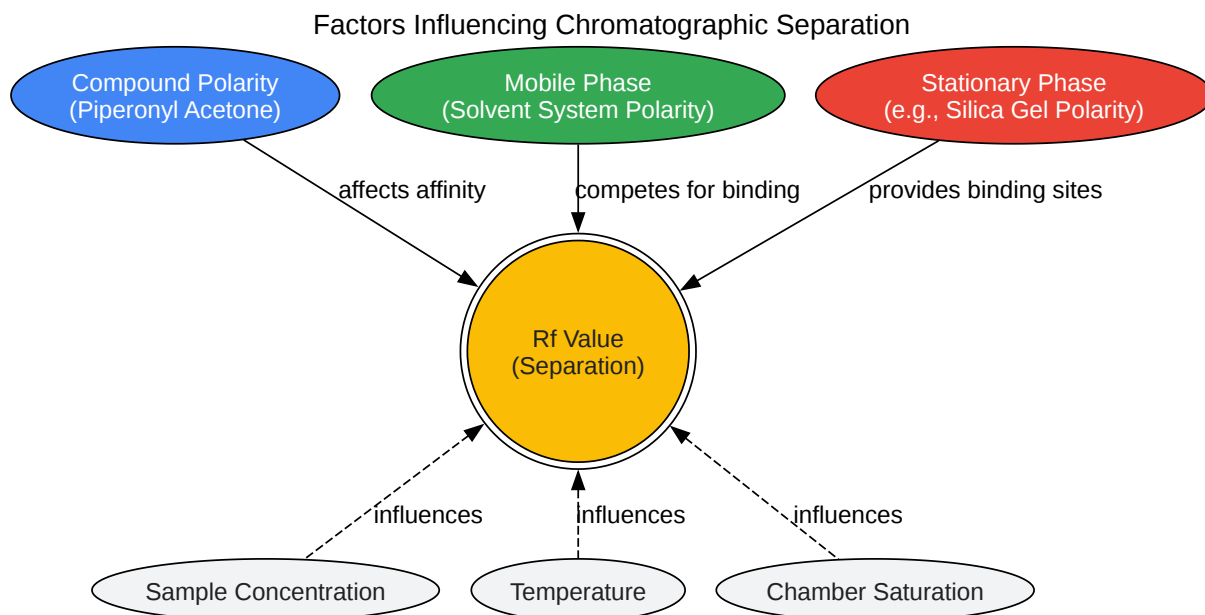 Factors Influencing Chromatographic Separation
Compound Polarity
(Piperonyl Acetone)
Mobile Phase
(Solvent System Polarity)
Stationary Phase
(e.g., Silica Gel Polarity)
affects affinity
competes for binding
provides binding sites
Rf Value
(Separation)
influences
influences
influences
Sample Concentration
Temperature
Chamber Saturation